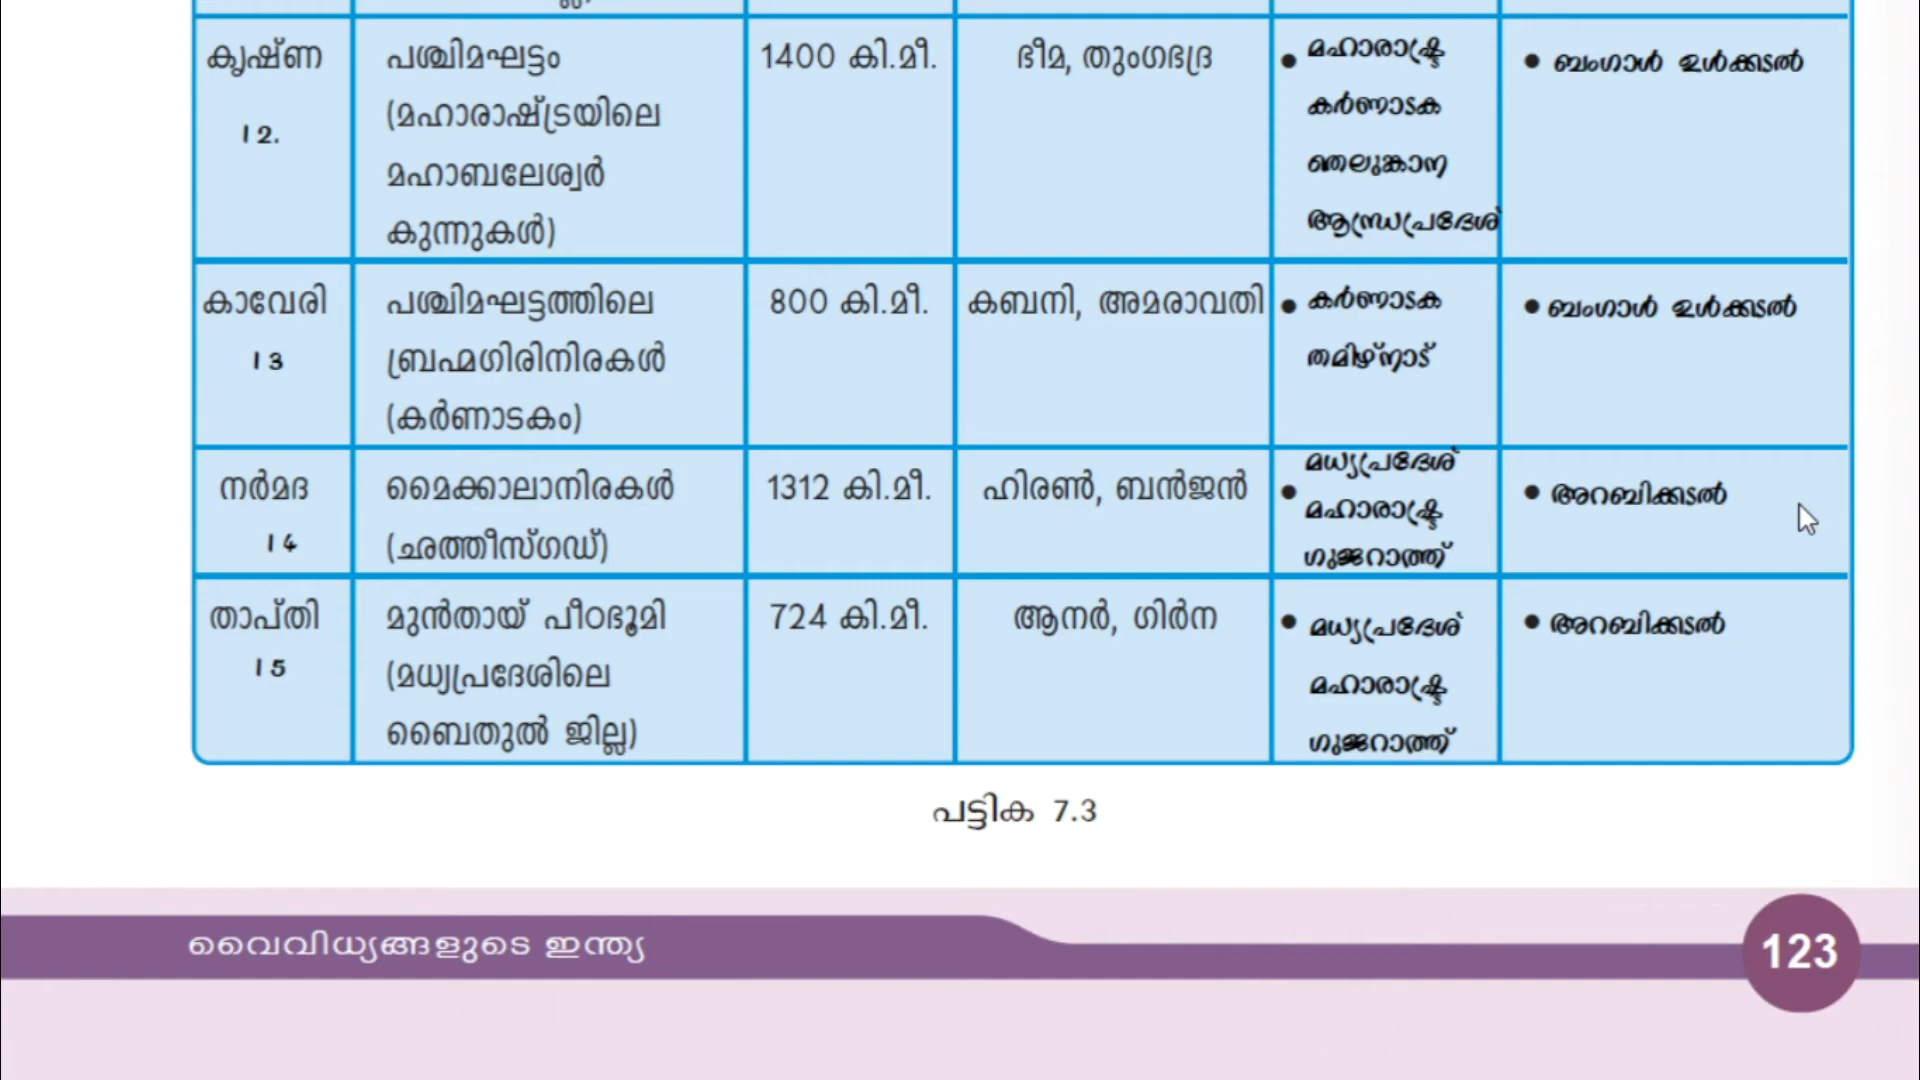 കൃഷ്ണ
12.
പശ്ചിമഘട്ടം
(മഹാരാഷ്ട്രയിലെ
മഹാബലേശ്വർ
കുന്നുകൾ)
1400 കി.മീ.
ഭീമ, തുംഗഭദ്ര
• മഹാരാഷ്ട്ര
കർണാടക
തെലുങ്കാന
ആന്ധ്രപ്രദേശ്
• ബംഗാൾ ഉൾക്കടൽ
കാവേരി
13
പശ്ചിമഘട്ടത്തിലെ
ബ്രഹ്മഗിരിനിരകൾ
(കർണാടകം)
800 കി.മീ.
കബനി, അമരാവതി
• കർണാടക
തമിഴ്നാട്
• ബംഗാൾ ഉൾക്കടൽ
നർമദ
14
മൈക്കാലാനിരകൾ
(ഛത്തീസ്ഗഡ്)
1312 കി.മീ.
ഹിരൺ, ബൻജൻ
• മധ്യപ്രദേശ്
മഹാരാഷ്ട്ര
ഗുജറാത്ത്
• അറബിക്കടൽ
താപ്തി
15
മുൻതായ് പീഠഭൂമി
(മധ്യപ്രദേശിലെ
ബൈതുൽ ജില്ല)
724 കി.മീ.
ആനർ, ഗിർന
• മധ്യപ്രദേശ്
മഹാരാഷ്ട്ര
ഗുജറാത്ത്
• അറബിക്കടൽ
പട്ടിക 7.3
വൈവിധ്യങ്ങളുടെ ഇന്ത്യ
123